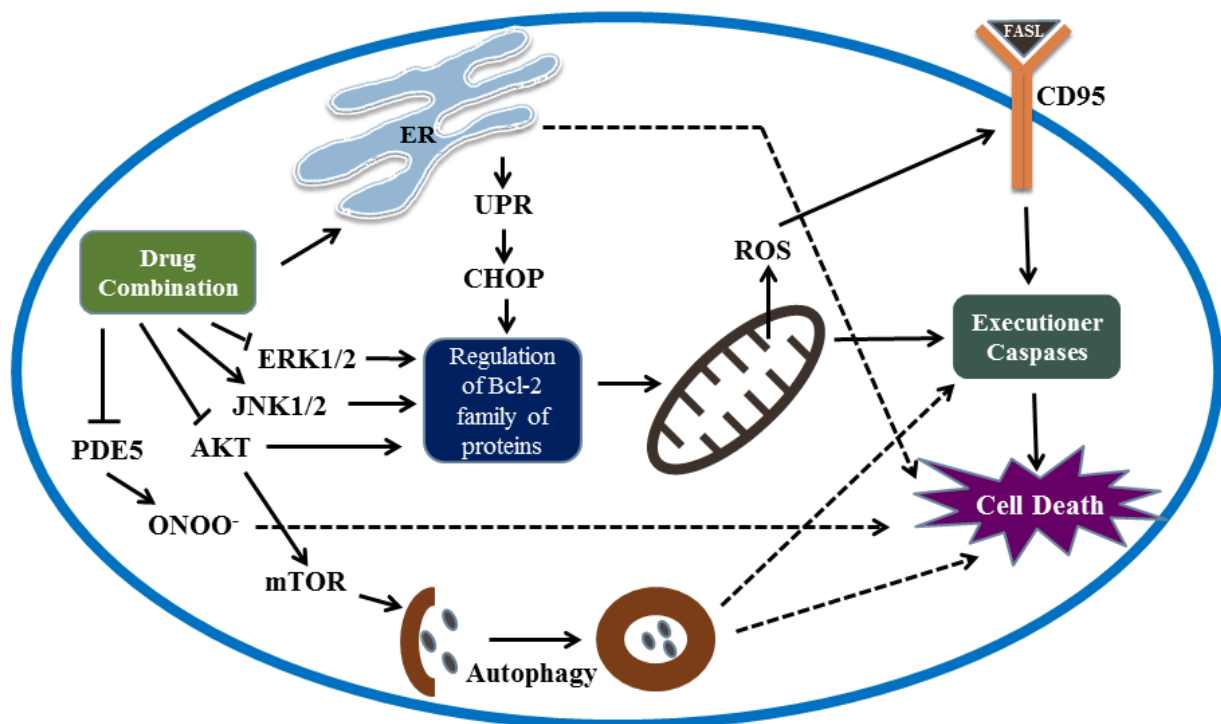 FASL
CD95
ER
UPR
Drug
Combination
CHOP
ROS
ERK1/2
JNK1/2
AKT
PDE5
Regulation
of Bcl-2
family of
proteins
Executioner
Caspases
ONOO-
Cell Death
mTOR
Autophagy